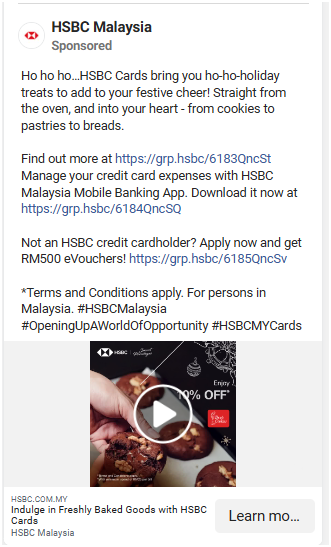 HSBC Malaysia
Sponsored
Ho ho ho...HSBC Cards bring you ho-ho-holiday
treats to add to your festive cheer! Straight from
the oven, and into your heart - from cookies to
pastries to breads.
Find out more at https://grp.hsbc/6183QncSt
Manage your credit card expenses with HSBC
Malaysia Mobile Banking App. Download it now at
https://grp.hsbc/6184QncSQ
Not an HSBC credit cardholder? Apply now and get
RM500 eVouchers! https://grp.hsbc/6185QncSv
*Terms and Conditions apply. For persons in
Malaysia. #HSBCMalaysia
#OpeningUpAWorldOfOpportunity #HSBCMYCards
HSBC
Enjoy
10% OFF*
HSBC.COM.MY
Indulge in Freshly Baked Goods with HSBC
Cards
HSBC Malaysia
Learn mo...